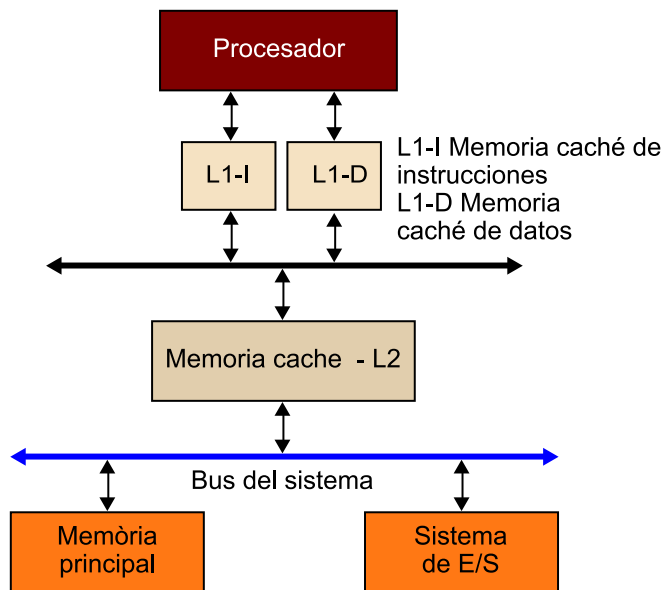 Procesador
L1-I
L1-D
L1-I Memoria caché de
instrucciones
L1-D Memoria
caché de datos
Memoria cache - L2
Bus del sistema
Memòria
principal
Sistema
de E/S